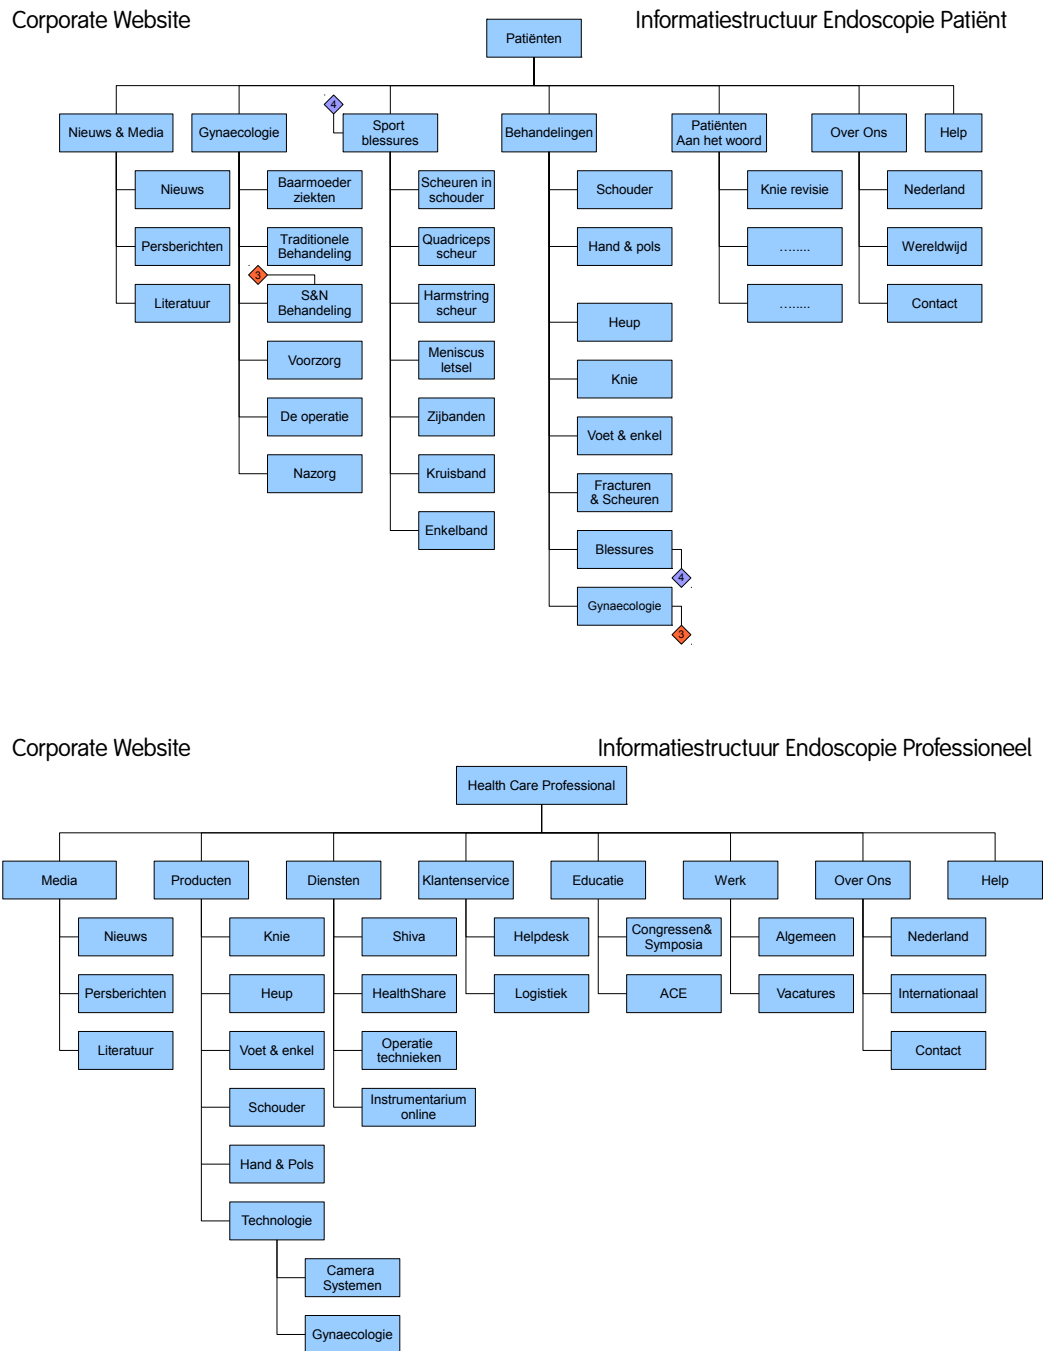 Corporate Website
Informatiestructuur Endoscopie Patiënt
Patiënten
4
Nieuws & Media
Gynaecologie
Sport
blessures
Behandelingen
Patiënten
Aan het woord
Over Ons
Help
Nieuws
Baarmoeder
ziekten
Scheuren in
schouder
Schouder
Knie revisie
Nederland
Persberichten
Traditionele
Behandeling
Quadriceps
scheur
Hand & pols
…......
Wereldwijd
3
Literatuur
S&N
Behandeling
Harmstring
scheur
Heup
…......
Contact
Voorzorg
Meniscus
letsel
Knie
De operatie
Zijbanden
Voet & enkel
Nazorg
Kruisband
Fracturen
& Scheuren
Enkelband
Blessures
4
Gynaecologie
3
Corporate Website
Informatiestructuur Endoscopie Professioneel
Health Care Professional
Media
Producten
Diensten
Klantenservice
Educatie
Werk
Over Ons
Help
Nieuws
Knie
Shiva
Helpdesk
Congressen&
Symposia
Algemeen
Nederland
Persberichten
Heup
HealthShare
Logistiek
ACE
Vacatures
Internationaal
Literatuur
Voet & enkel
Operatie
technieken
Contact
Schouder
Instrumentarium
online
Hand & Pols
Technologie
Camera
Systemen
Gynaecologie